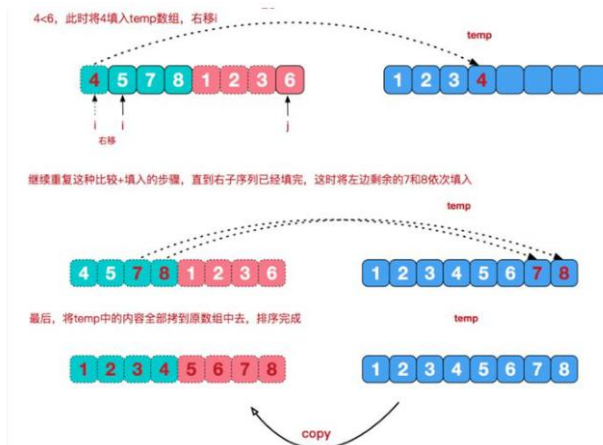 4<6，此时将4填入temp数组，右移i
temp
4 5 7 8 1 2 3 6
1 2 3 4
i i j
右移
继续重复这种比较+填入的步骤，直到右子序列已经填完，这时将左边剩余的7和8依次填入
temp
4 5 7 8 1 2 3 6
1 2 3 4 5 6 7 8
最后，将temp中的内容全部拷到原数组中去，排序完成
temp
1 2 3 4 5 6 7 8
1 2 3 4 5 6 7 8
copy